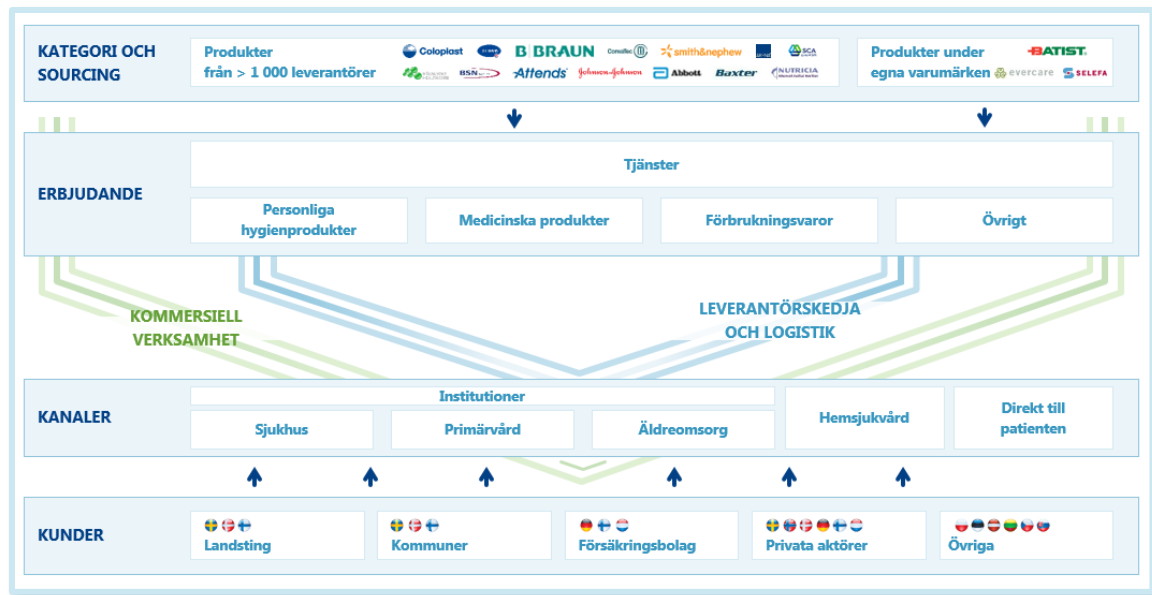 KATEGORI OCH
SOURCING
Produkter
från > 1 000 leverantörer
Coloplast
B BRAUN
ConvaTec
smith&nephew
SCA
BSN
Attends
Johnson&Johnson
Abbott
Baxter
NUTRICIA
Produkter under
egna varumärken
BATIST.
evercare
SELEFA
ERBJUDANDE
Tjänster
Personliga
hygienprodukter
Medicinska produkter
Förbrukningsvaror
Övrigt
KOMMERSIELL
VERKSAMHET
LEVERANTÖRSKEDJA
OCH LOGISTIK
KANALER
Institutioner
Sjukhus
Primärvård
Äldreomsorg
Hemsjukvård
Direkt till
patienten
KUNDER
Landsting
Kommuner
Försäkringsbolag
Privata aktörer
Övriga